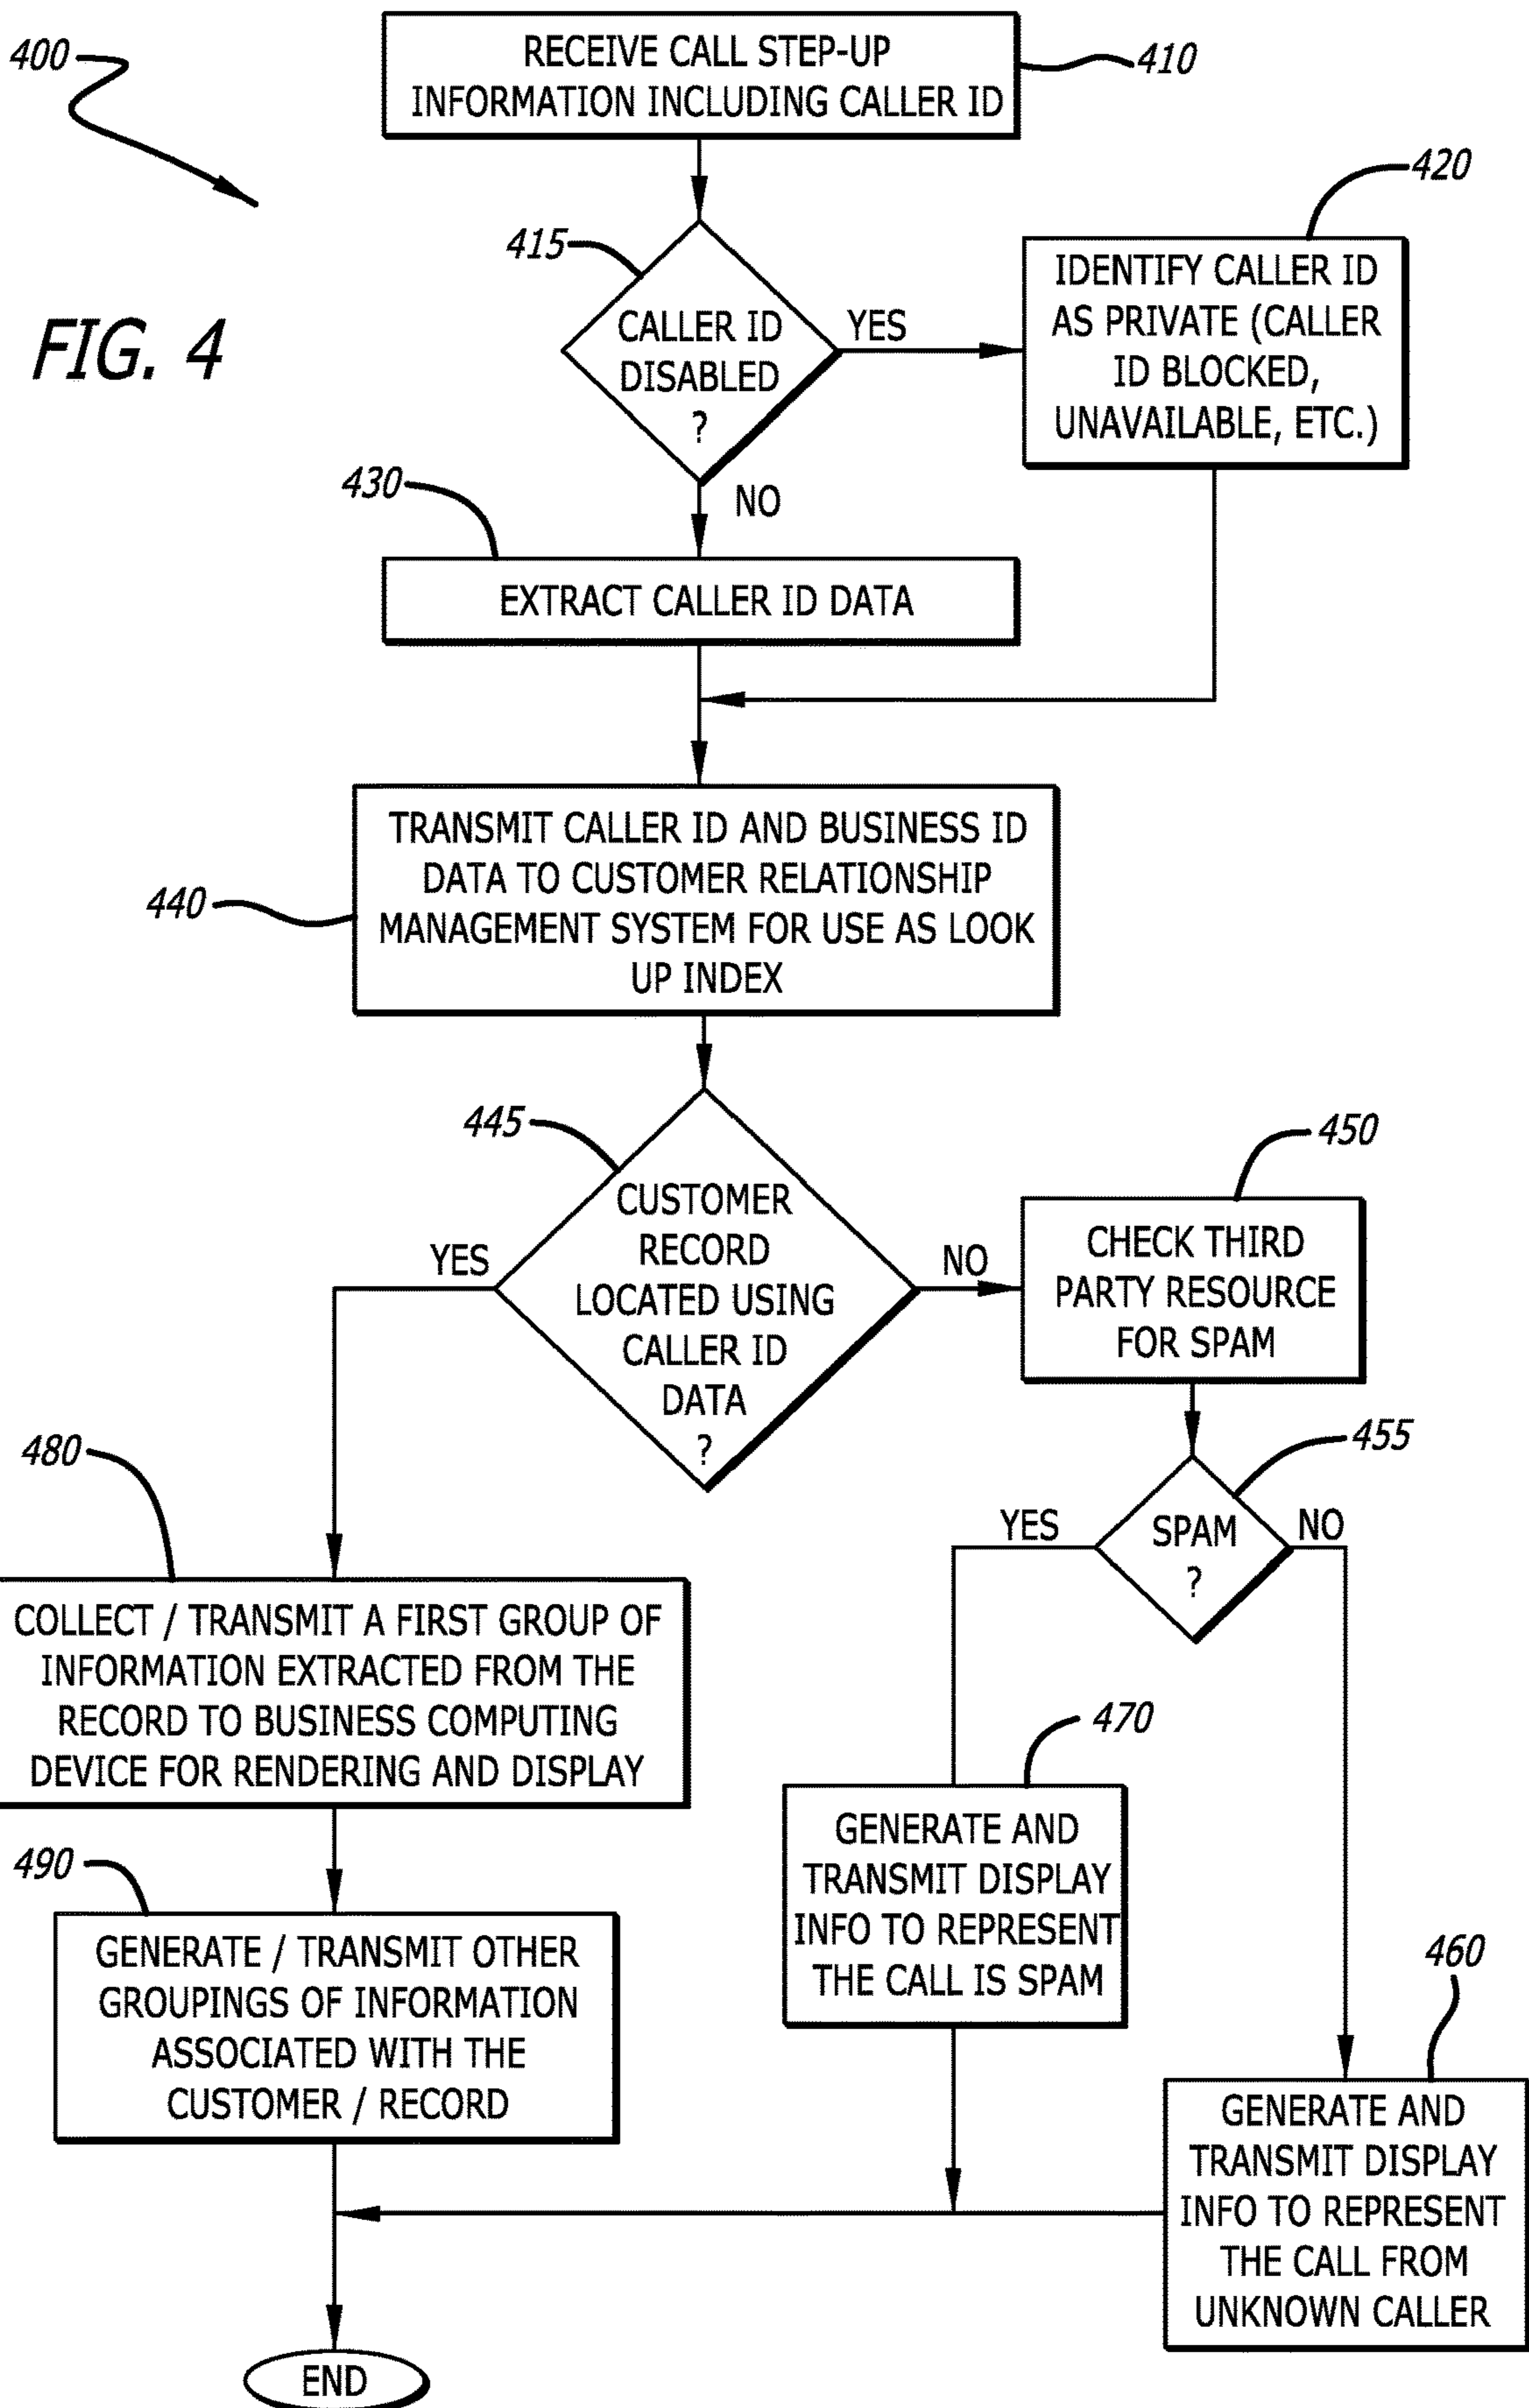 400
FIG. 4
RECEIVE CALL STEP-UP
INFORMATION INCLUDING CALLER ID
410
415
CALLER ID
DISABLED
?
YES
NO
420
IDENTIFY CALLER ID
AS PRIVATE (CALLER
ID BLOCKED,
UNAVAILABLE, ETC.)
430
EXTRACT CALLER ID DATA
440
TRANSMIT CALLER ID AND BUSINESS ID
DATA TO CUSTOMER RELATIONSHIP
MANAGEMENT SYSTEM FOR USE AS LOOK
UP INDEX
445
CUSTOMER
RECORD
LOCATED USING
CALLER ID
DATA
?
YES
NO
450
CHECK THIRD
PARTY RESOURCE
FOR SPAM
455
SPAM
?
YES
NO
480
COLLECT / TRANSMIT A FIRST GROUP OF
INFORMATION EXTRACTED FROM THE
RECORD TO BUSINESS COMPUTING
DEVICE FOR RENDERING AND DISPLAY
470
GENERATE AND
TRANSMIT DISPLAY
INFO TO REPRESENT
THE CALL IS SPAM
490
GENERATE / TRANSMIT OTHER
GROUPINGS OF INFORMATION
ASSOCIATED WITH THE
CUSTOMER / RECORD
460
GENERATE AND
TRANSMIT DISPLAY
INFO TO REPRESENT
THE CALL FROM
UNKNOWN CALLER
END